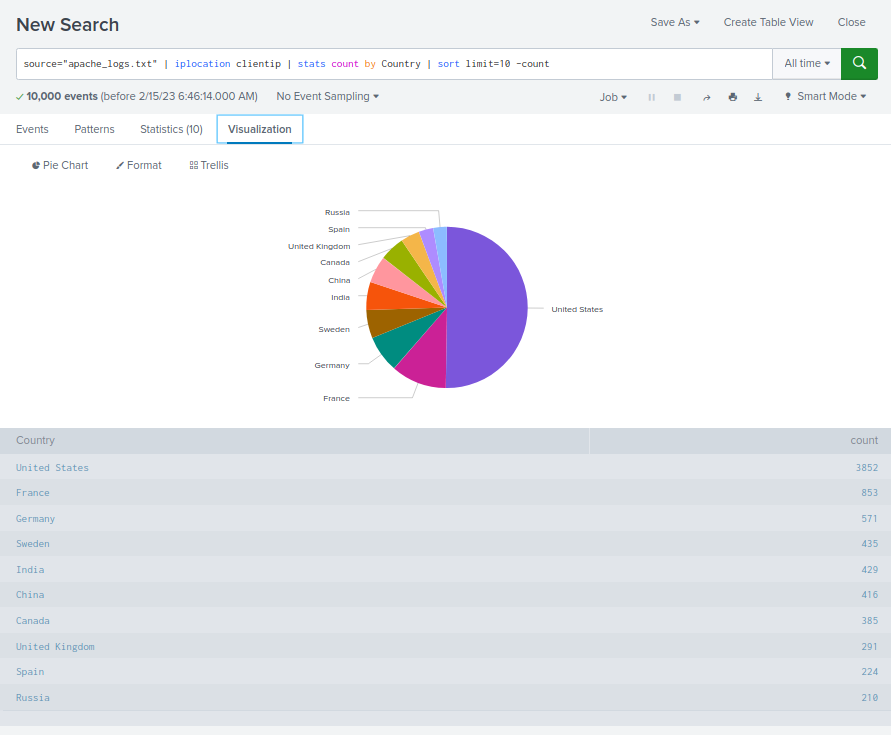 New Search
Save As ▾ Create Table View Close
source="apache_logs.txt" | iplocation clientip | stats count by Country | sort limit=10 -count
All time ▾
✓ 10,000 events (before 2/15/23 6:46:14.000 AM) No Event Sampling ▾
Job ▾ Smart Mode ▾
Events Patterns Statistics (10) Visualization
Pie Chart Format Trellis
Russia
Spain
United Kingdom
Canada
China
India
United States
Sweden
Germany
France
Country count
United States 3852
France 853
Germany 571
Sweden 435
India 429
China 416
Canada 385
United Kingdom 291
Spain 224
Russia 210